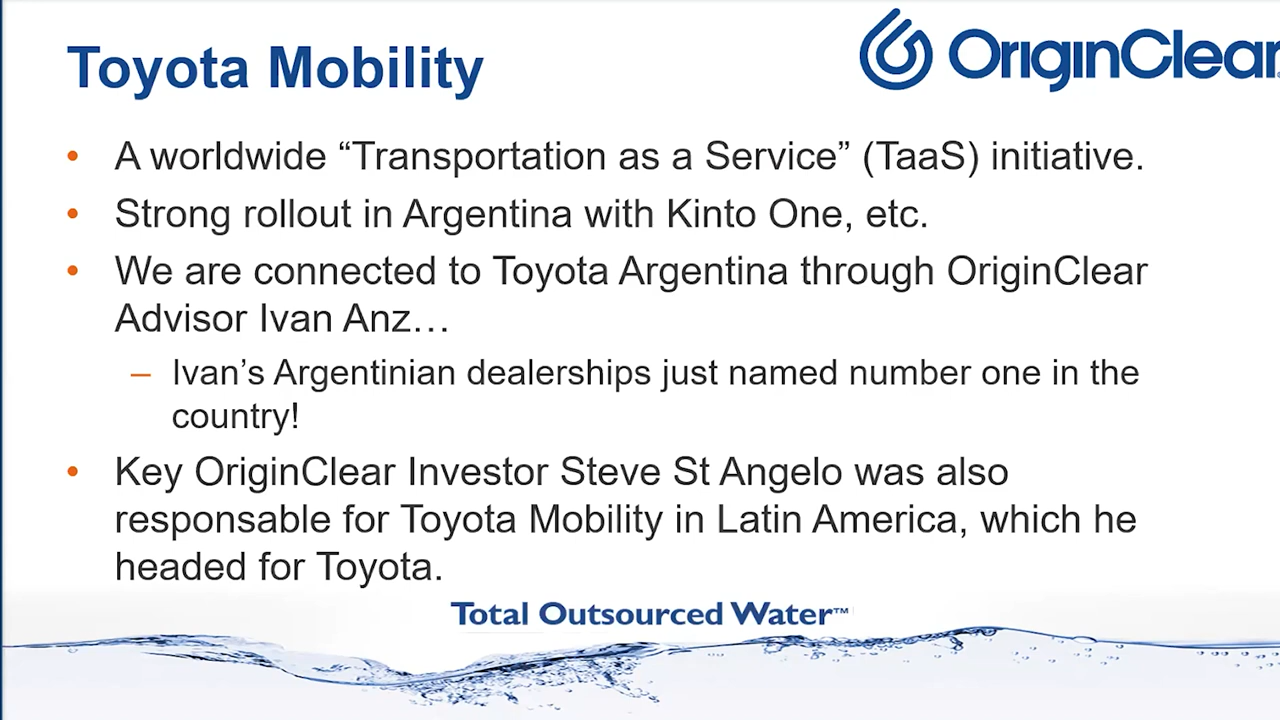 Toyota Mobility
OriginClear
• A worldwide “Transportation as a Service” (TaaS) initiative.
• Strong rollout in Argentina with Kinto One, etc.
• We are connected to Toyota Argentina through OriginClear
Advisor Ivan Anz…
– Ivan’s Argentinian dealerships just named number one in the
country!
• Key OriginClear Investor Steve St Angelo was also
responsable for Toyota Mobility in Latin America, which he
headed for Toyota.
Total Outsourced Water™